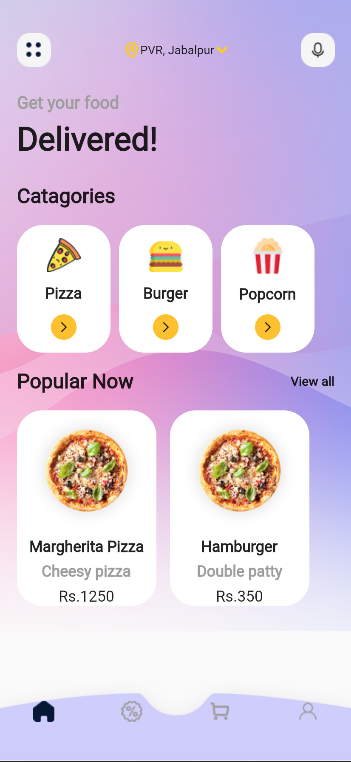 PVR, Jabalpur
Get your food
Delivered!
Catagories
Pizza
Burger
Popcorn
Popular Now
View all
Margherita Pizza
Hamburger
Cheesy pizza
Double patty
Rs.1250
Rs.350